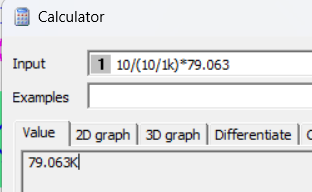 Calculator
Input 1 10/(10/1k)*79.063
Examples
Value 2D graph 3D graph Differentiate
79.063K